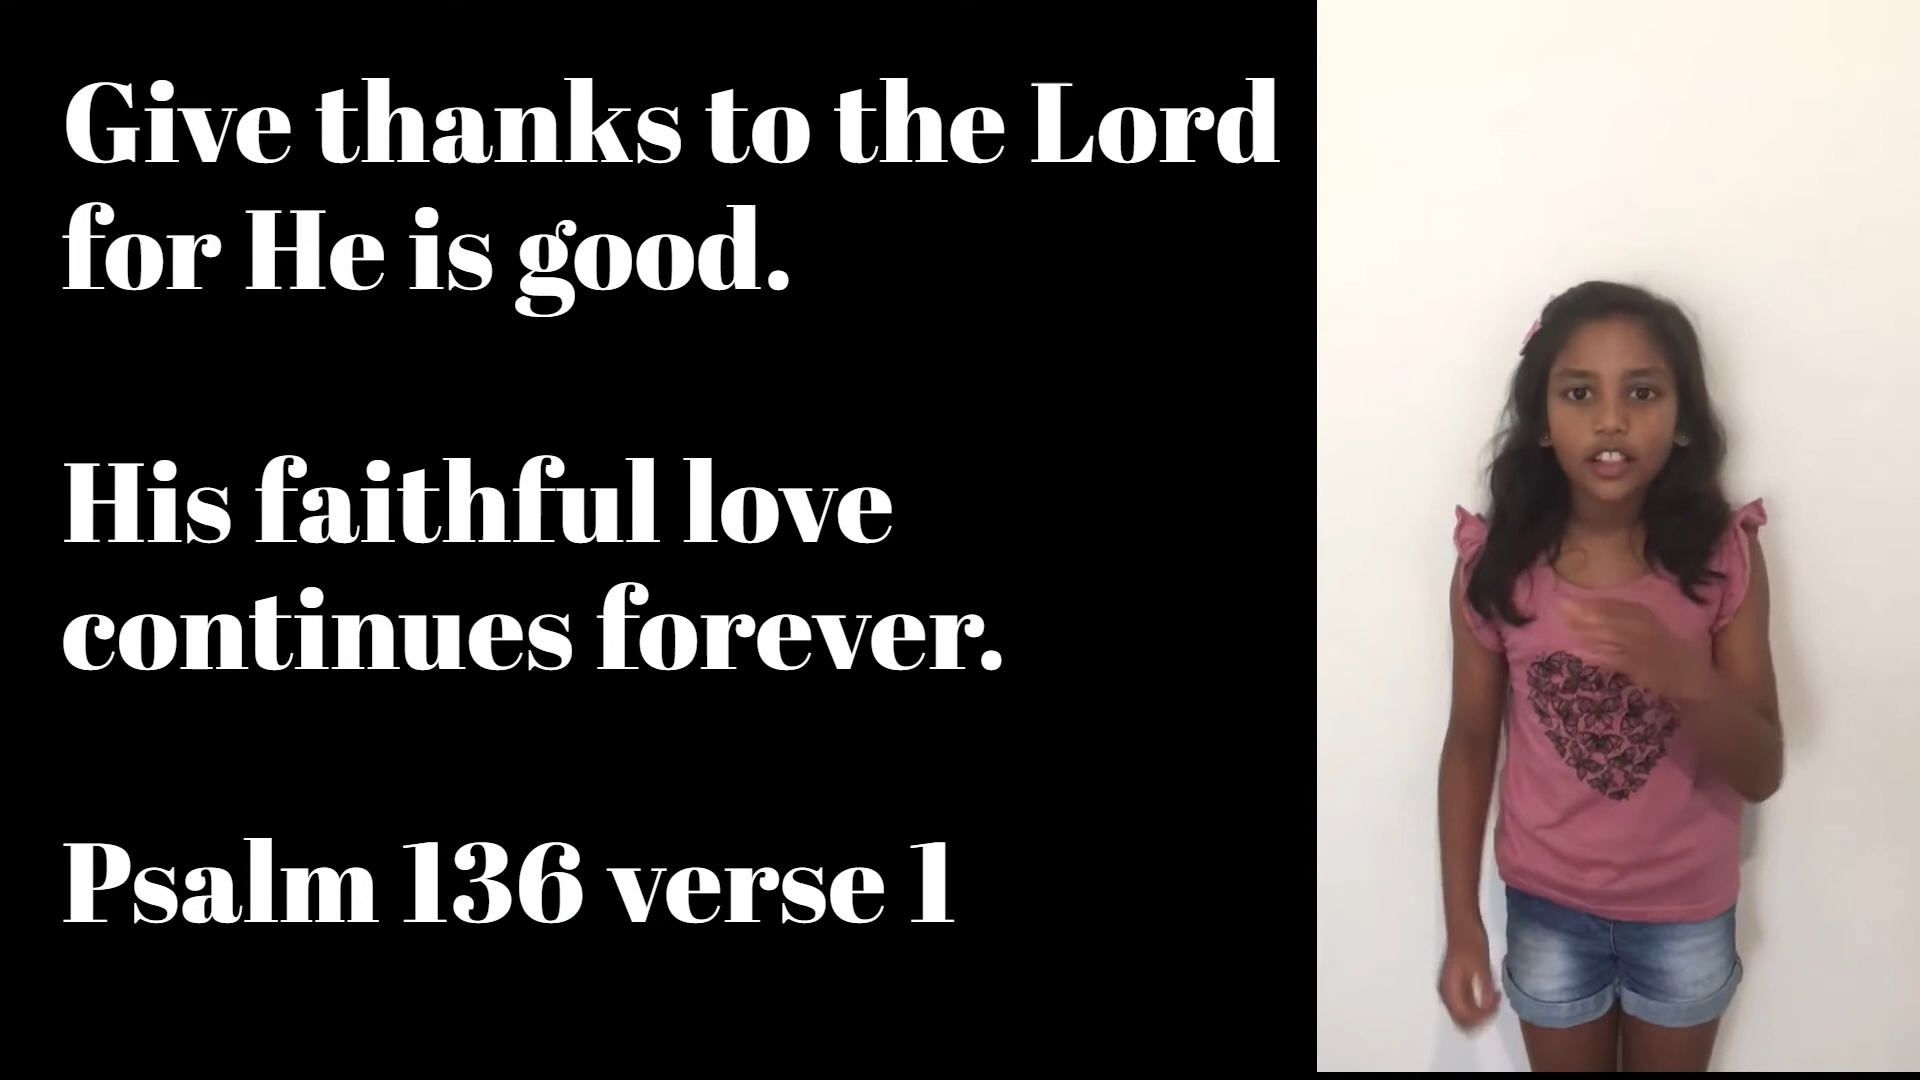 Give thanks to the Lord
for He is good.
His faithful love
continues forever.
Psalm 136 verse 1